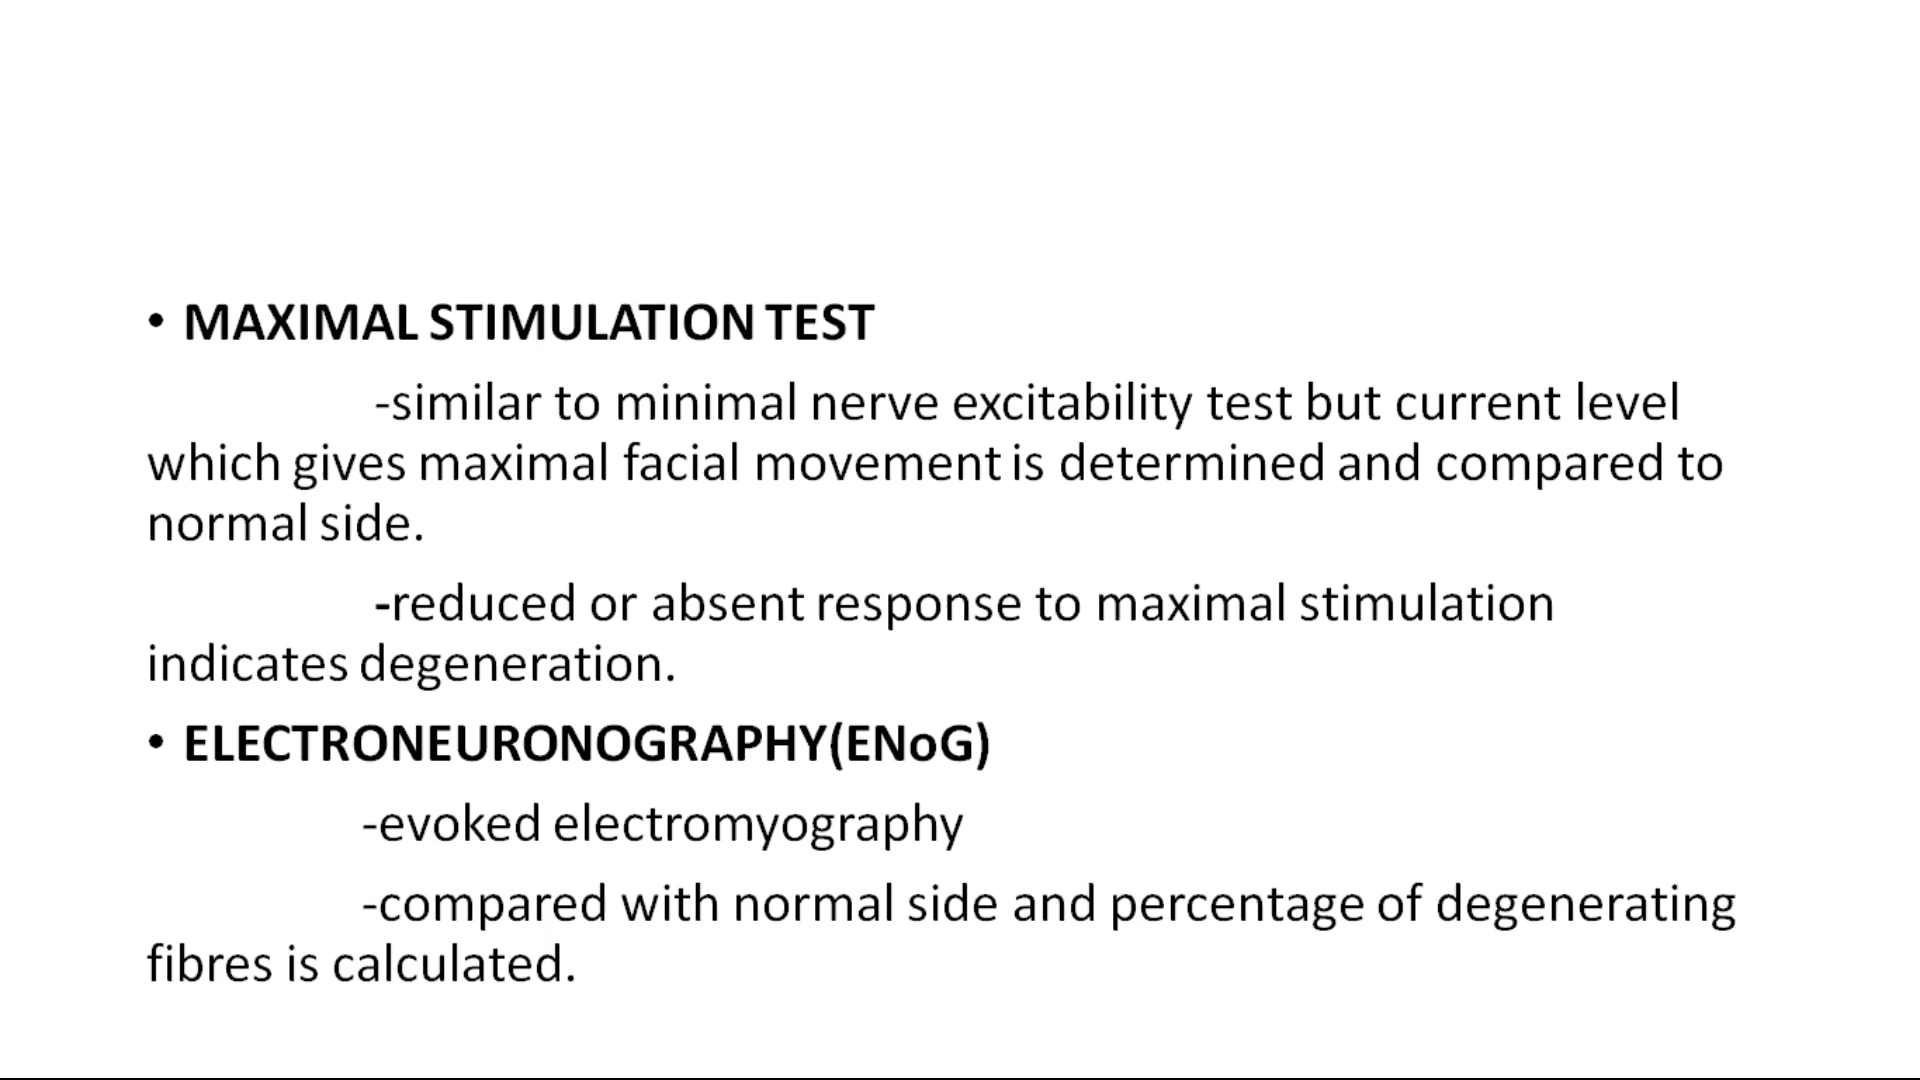 • MAXIMAL STIMULATION TEST
-similar to minimal nerve excitability test but current level
which gives maximal facial movement is determined and compared to
normal side.
-reduced or absent response to maximal stimulation
indicates degeneration.
• ELECTRONEURONOGRAPHY(ENoG)
-evoked electromyography
-compared with normal side and percentage of degenerating
fibres is calculated.